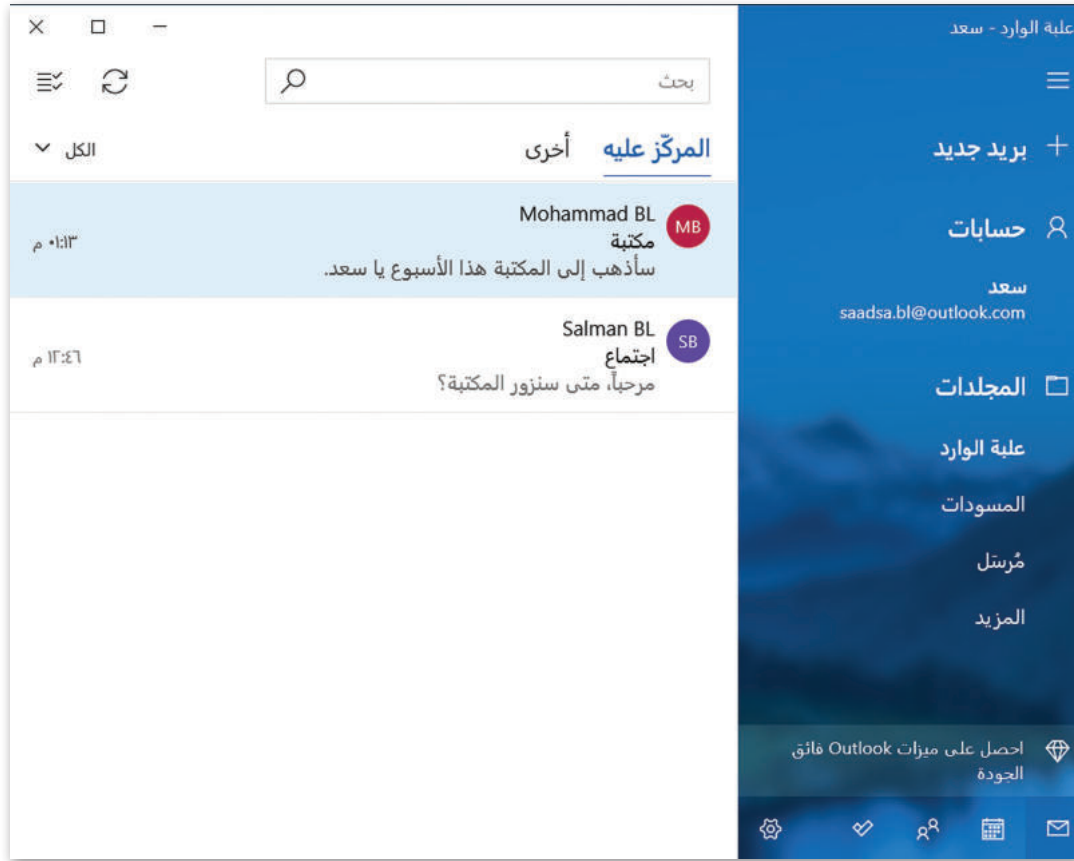 علبة الوارد - سعد
بريد جديد
حسابات
سعد
saadsa.bl@outlook.com
المجلدات
علبة الوارد
المسودات
مُرسَل
المزيد
احصل على ميزات Outlook فائق
الجودة
بحث
المركّز عليه أخرى الكل
MB
Mohammad BL
مكتبة
٠١:١٣ م
سأذهب إلى المكتبة هذا الأسبوع يا سعد.
SB
Salman BL
اجتماع
١٢:٤٦ م
مرحباً، متى سنزور المكتبة؟